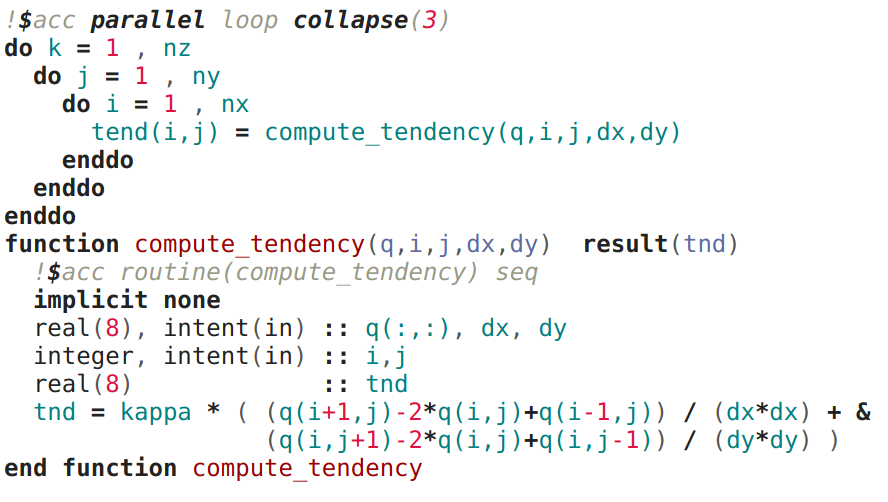 !$acc parallel loop collapse(3)
do k = 1 , nz
  do j = 1 , ny
    do i = 1 , nx
      tend(i,j) = compute_tendency(q,i,j,dx,dy)
    enddo
  enddo
enddo
function compute_tendency(q,i,j,dx,dy)  result(tnd)
  !$acc routine(compute_tendency) seq
  implicit none
  real(8), intent(in) :: q(:,:), dx, dy
  integer, intent(in) :: i,j
  real(8)             :: tnd
  tnd = kappa * ( (q(i+1,j)-2*q(i,j)+q(i-1,j)) / (dx*dx) + &
                  (q(i,j+1)-2*q(i,j)+q(i,j-1)) / (dy*dy) )
end function compute_tendency